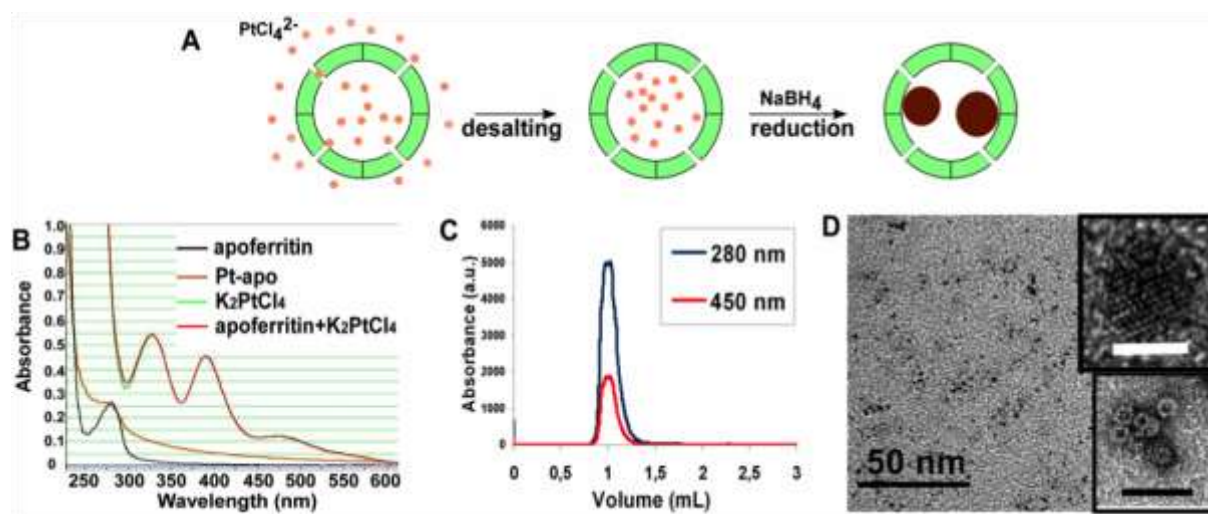 A
PtCl₄²⁻
desalting
NaBH₄
reduction
B
Absorbance
1.0
0.9
0.8
0.7
0.6
0.5
0.4
0.3
0.2
0.1
0
apoferritin
Pt-apo
K₂PtCl₄
apoferritin+K₂PtCl₄
250 300 350 400 450 500 550 600
Wavelength (nm)
C
Absorbance (a.u.)
6000
5000
4000
3000
2000
1000
0
280 nm
450 nm
0 0,5 1 1,5 2 2,5 3
Volume (mL)
D
50 nm